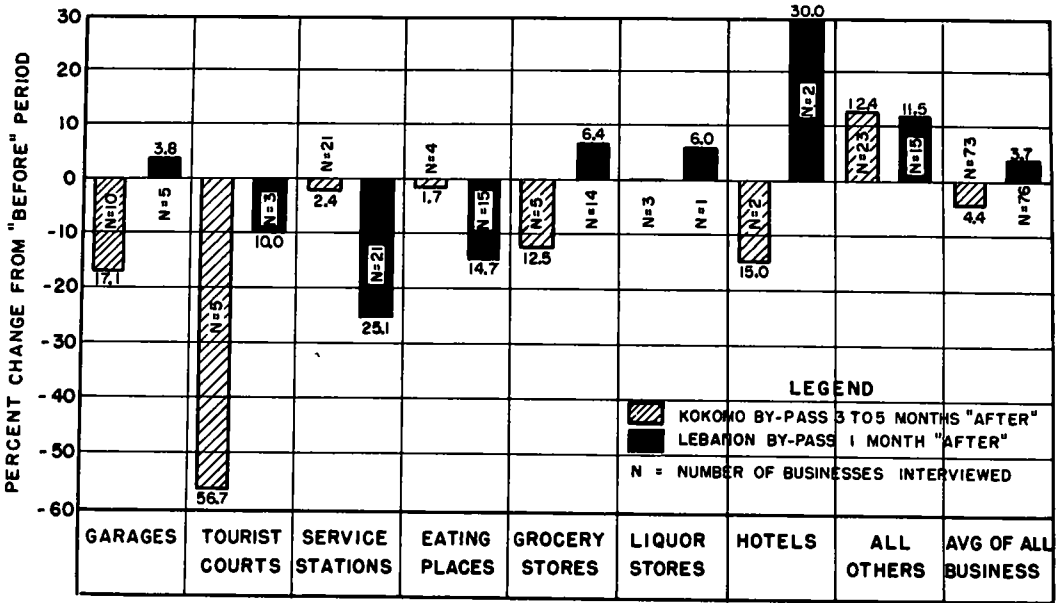 PERCENT CHANGE FROM "BEFORE" PERIOD
30
20
10
0
-10
-20
-30
-40
-50
-60
N=10
17.1
3.8
N=5
N=5
56.7
N=3
10.0
N=21
2.4
N=21
25.1
N=4
1.7
N=15
14.7
N=5
12.5
6.4
N=14
N=3
6.0
N=1
N=2
15.0
30.0
N=2
12.4
N=23
11.5
N=15
N=73
4.4
3.7
N=76
LEGEND
KOKOMO BY-PASS 3 TO 5 MONTHS "AFTER"
LEBANON BY-PASS 1 MONTH "AFTER"
N = NUMBER OF BUSINESSES INTERVIEWED
GARAGES
TOURIST
COURTS
SERVICE
STATIONS
EATING
PLACES
GROCERY
STORES
LIQUOR
STORES
HOTELS
ALL
OTHERS
AVG OF ALL
BUSINESS